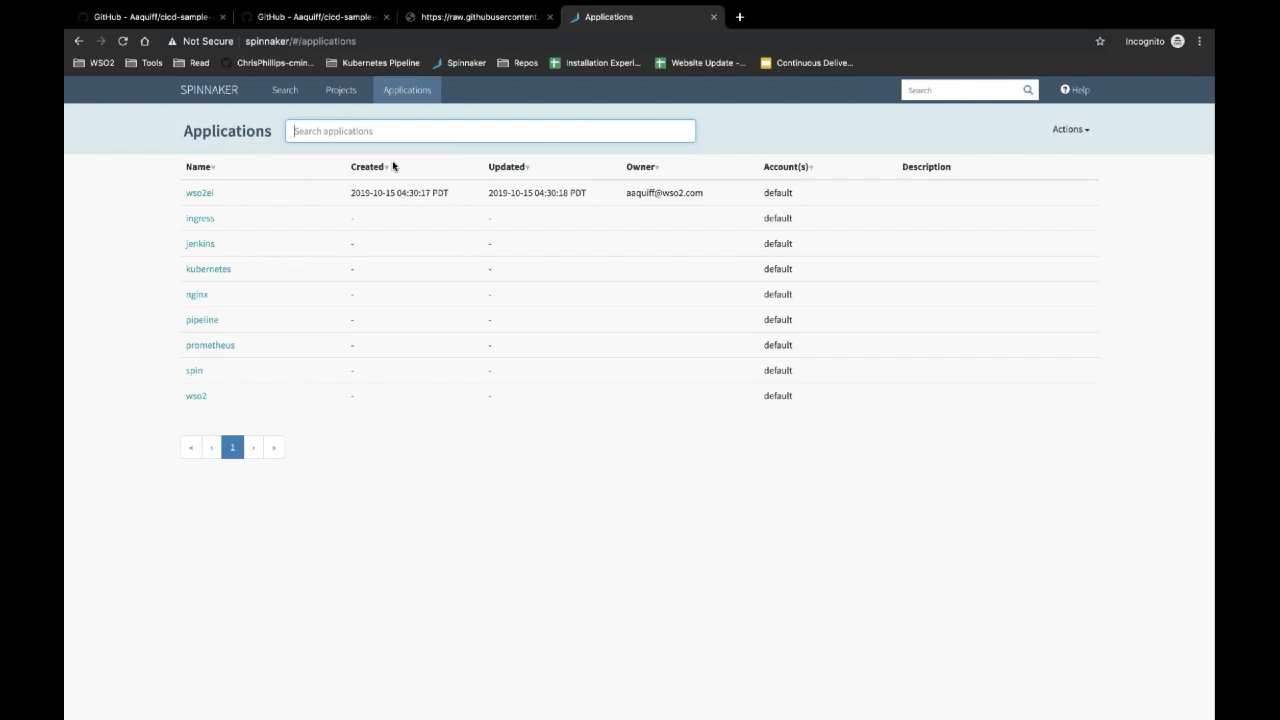 GitHub - Aaquiff/cicd-sample- × GitHub - Aaquiff/cicd-sample- × https://raw.githubusercontent. × Applications × +
Not Secure spinnaker/#/applications Incognito
WSO2 Tools Read ChrisPhillips-cmin... Kubernetes Pipeline Spinnaker Repos Installation Experi... Website Update -... Continuous Delive...
SPINNAKER Search Projects Applications Search Help
Applications Search applications Actions
Name Created Updated Owner Account(s) Description
wso2ei 2019-10-15 04:30:17 PDT 2019-10-15 04:30:18 PDT aaquiff@wso2.com default
ingress - - default
jenkins - - default
kubernetes - - default
nginx - - default
pipeline - - default
prometheus - - default
spin - - default
wso2 - - default
« ‹ 1 › »